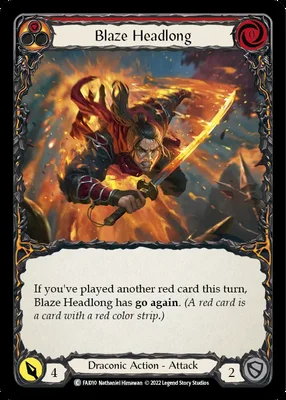 Blaze Headlong
If you've played another red card this turn,
Blaze Headlong has go again. (A red card is
a card with a red color strip.)
4
Draconic Action - Attack
2
C FAI010 Nathaniel Himawan © 2022 Legend Story Studios